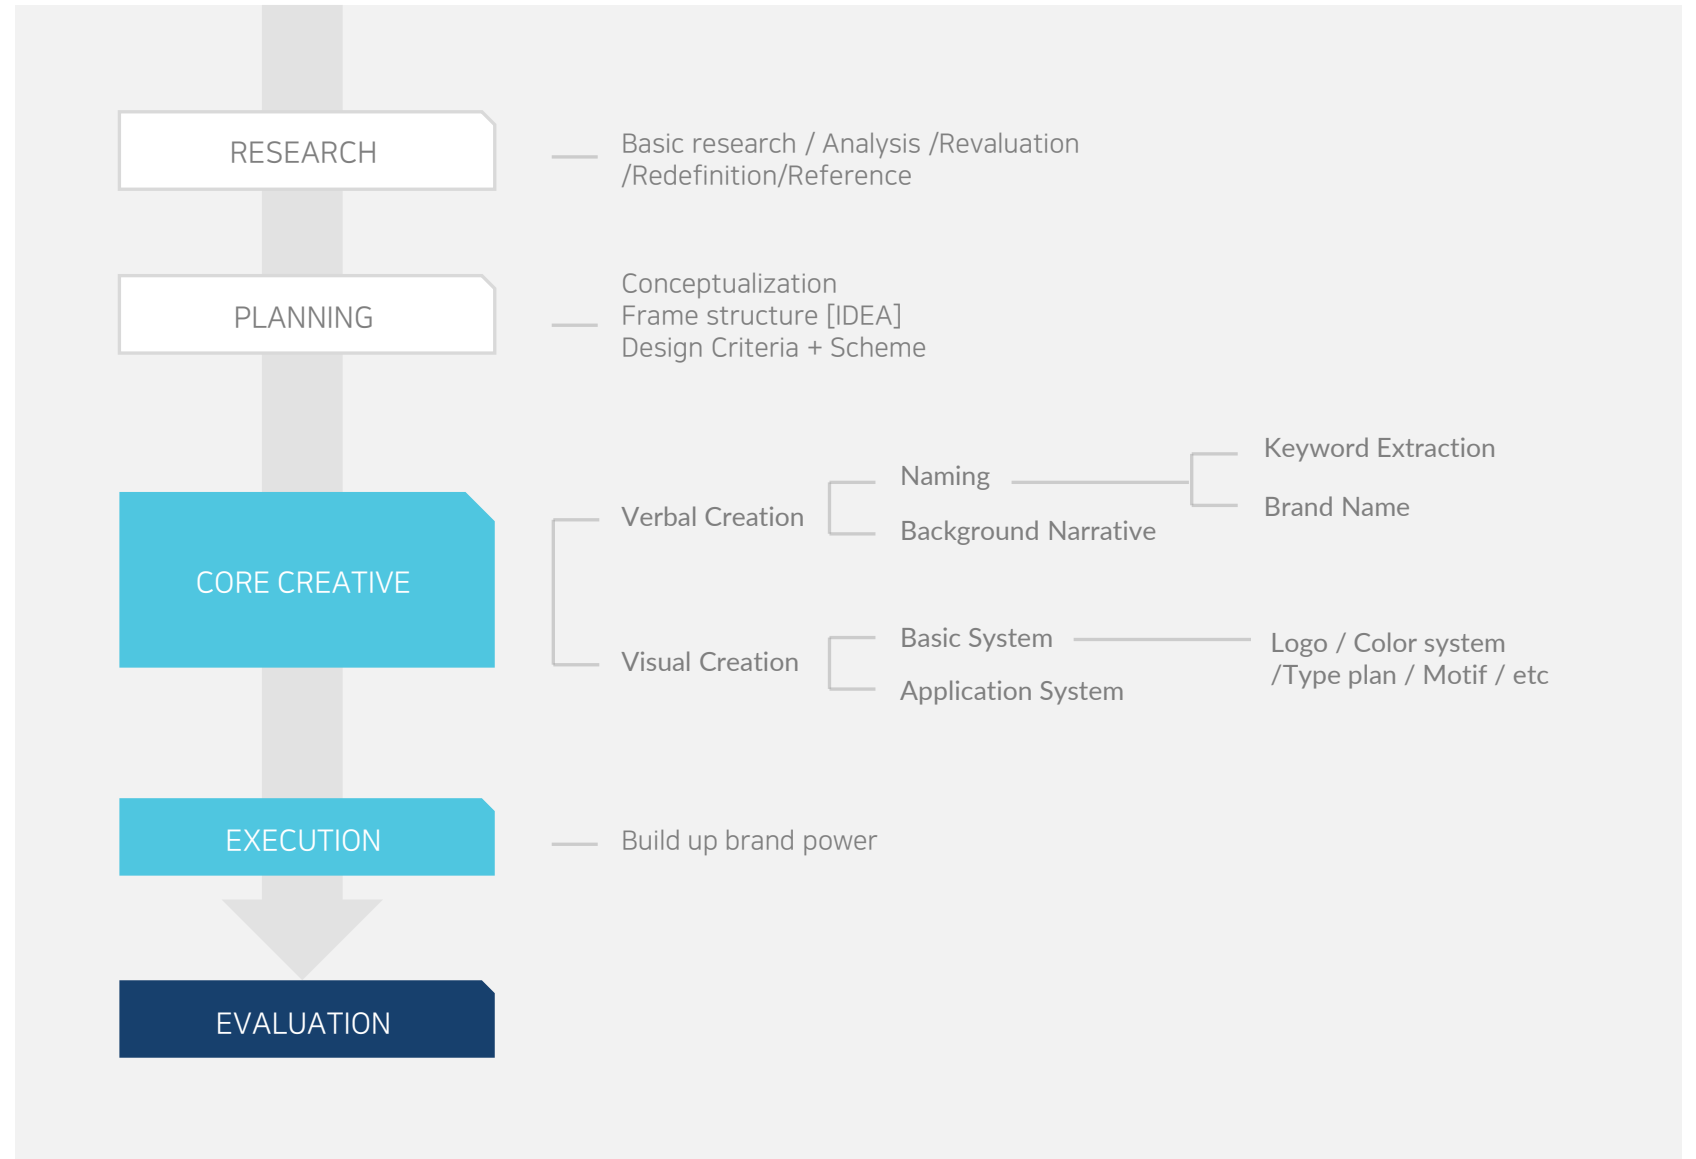 RESEARCH
Basic research / Analysis /Revaluation
/Redefinition/Reference
PLANNING
Conceptualization
Frame structure [IDEA]
Design Criteria + Scheme
CORE CREATIVE
Verbal Creation
Naming
Keyword Extraction
Brand Name
Background Narrative
Visual Creation
Basic System
Logo / Color system
/Type plan / Motif / etc
Application System
EXECUTION
Build up brand power
EVALUATION